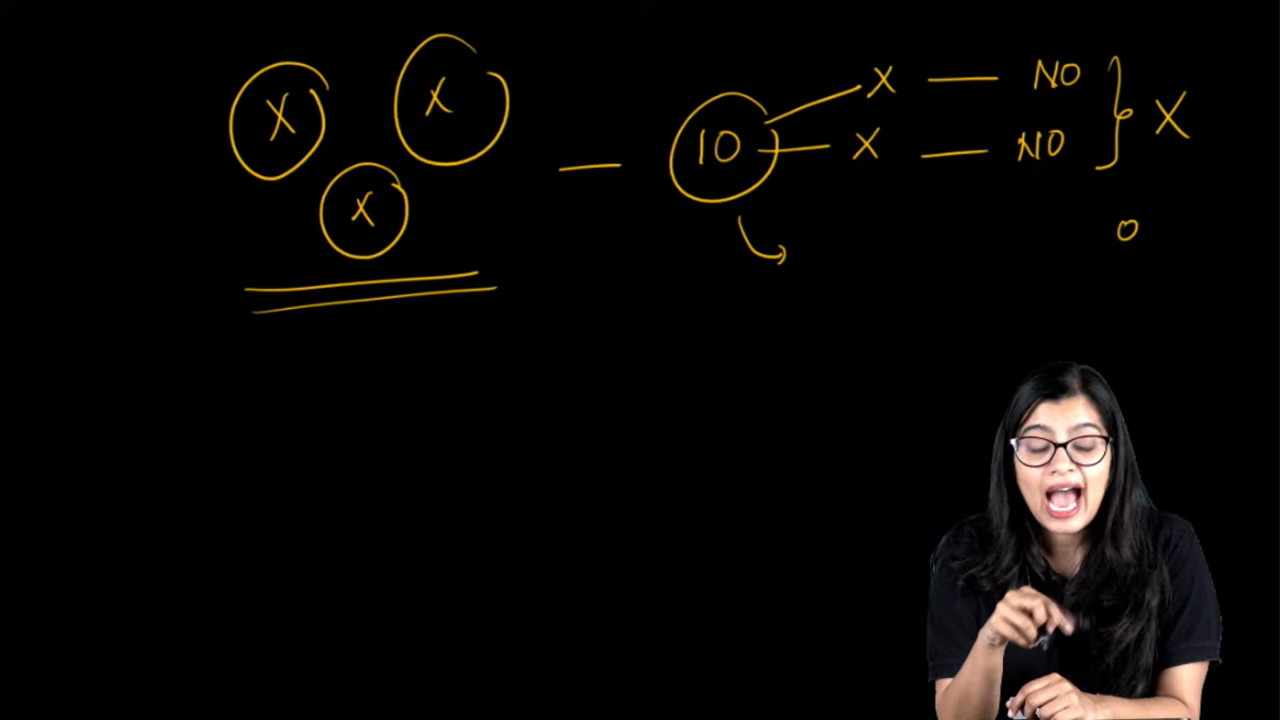 X X
X
— 10 — X — NO
— X — NO } X
0